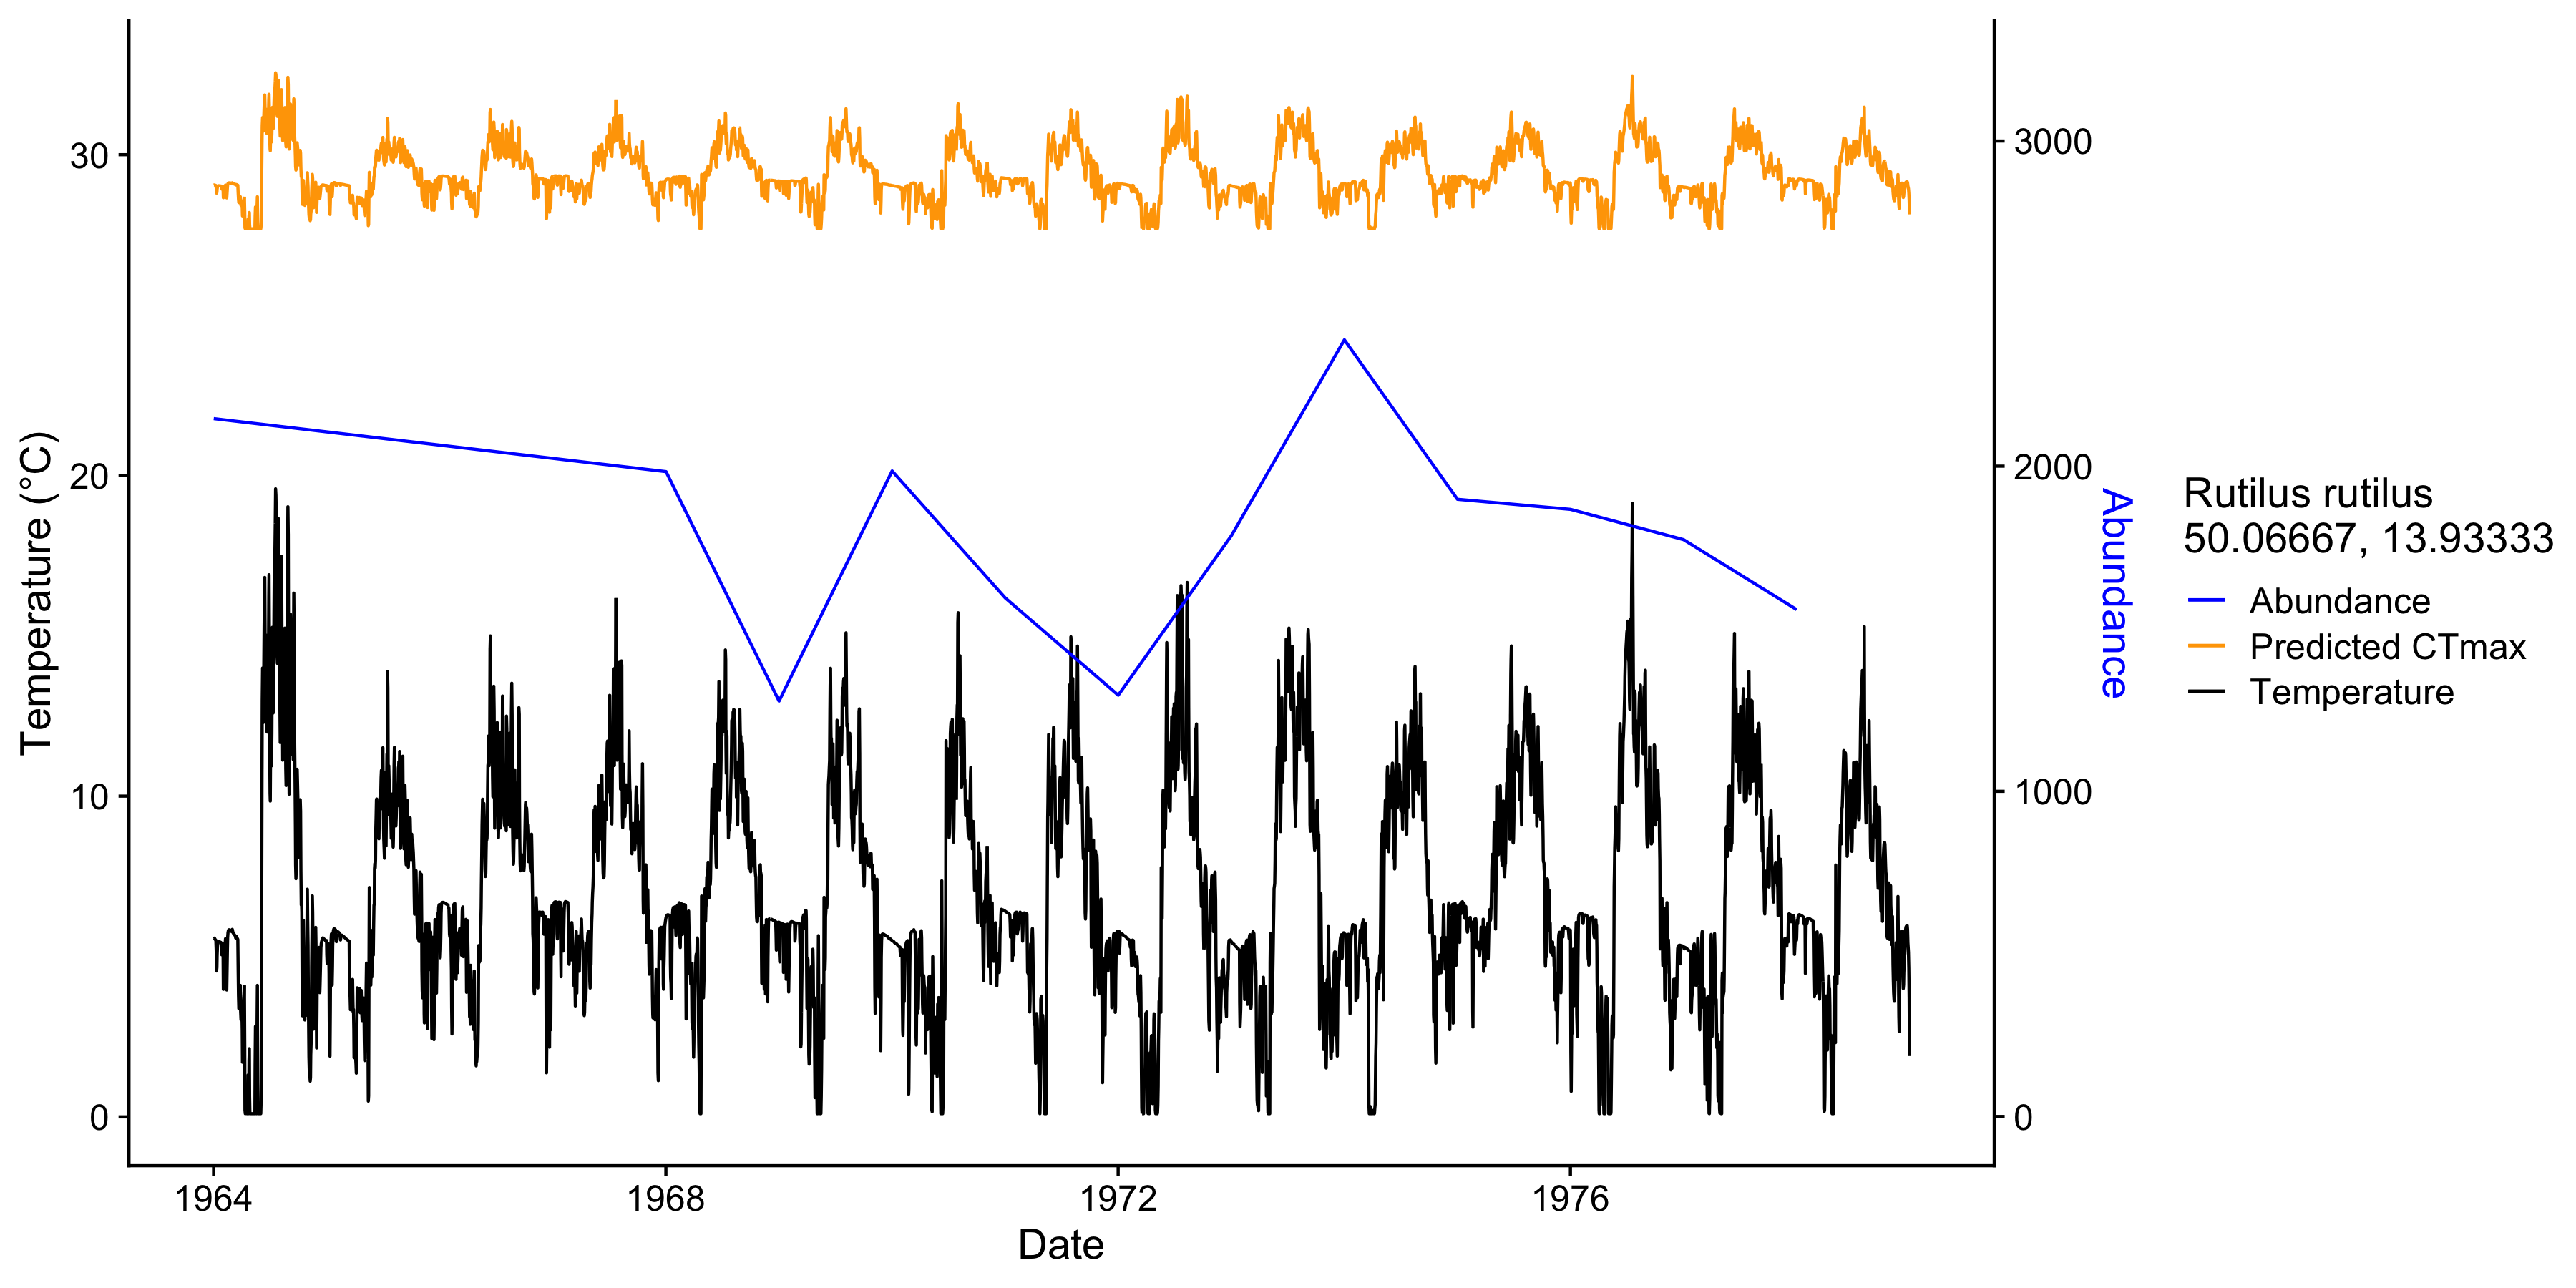 30
20
10
0
Temperature (°C)
3000
2000
1000
0
Abundance
1964
1968
1972
1976
Date
Rutilus rutilus
50.06667, 13.93333
Abundance
Predicted CTmax
Temperature